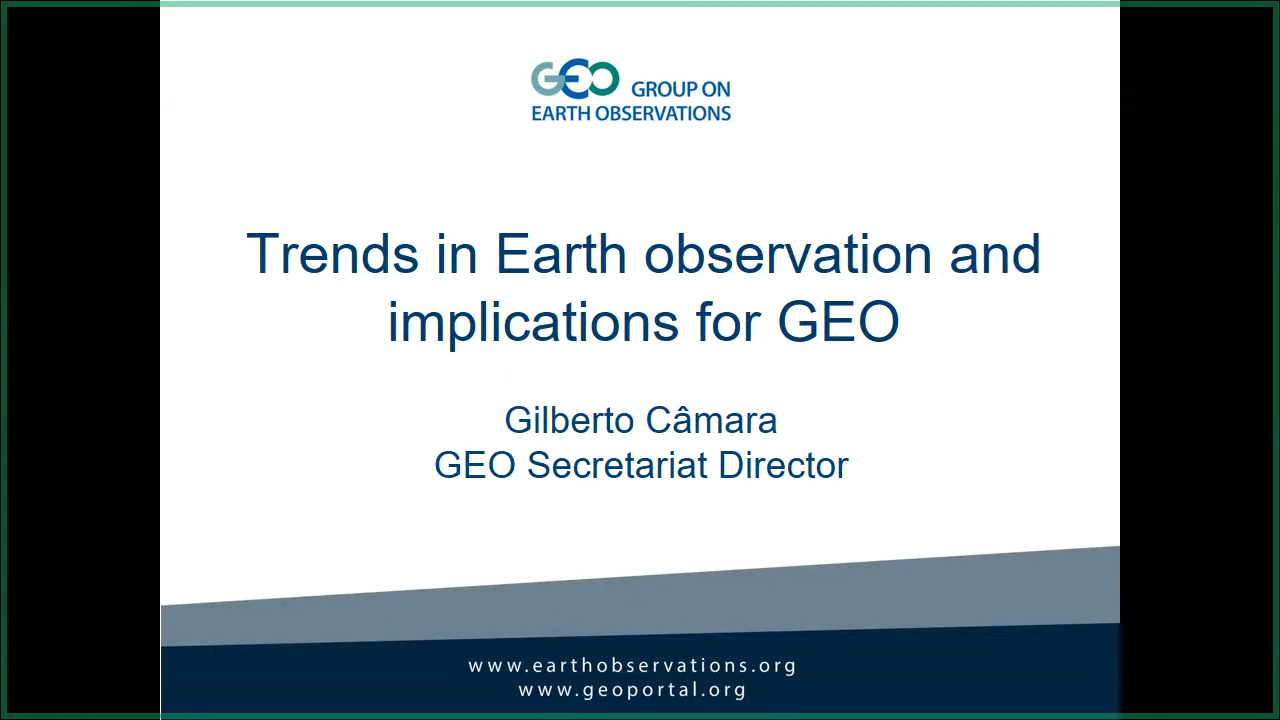 GEO GROUP ON
EARTH OBSERVATIONS
Trends in Earth observation and
implications for GEO
Gilberto Câmara
GEO Secretariat Director
www.earthobservations.org
www.geoportal.org